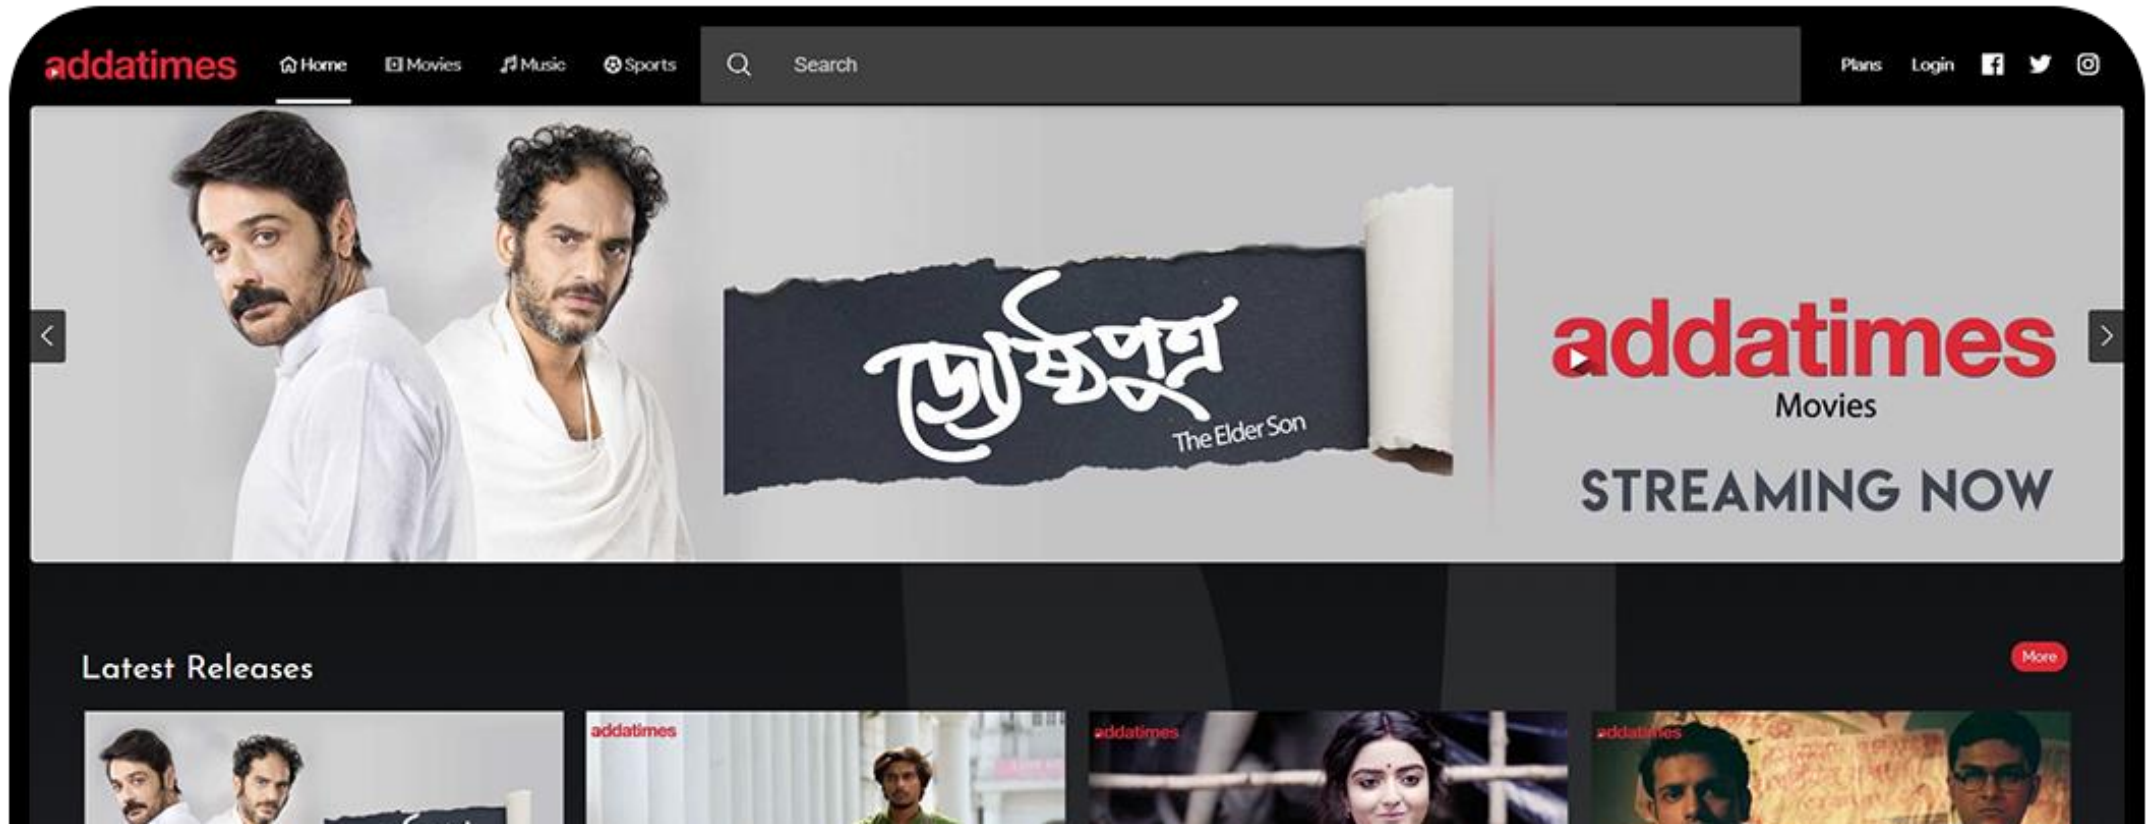 addatimes Home Movies Music Sports Search Plans Login
জ্যেষ্ঠপুত্র
The Elder Son
addatimes
Movies
STREAMING NOW
Latest Releases
More
addatimes
addatimes
addatimes